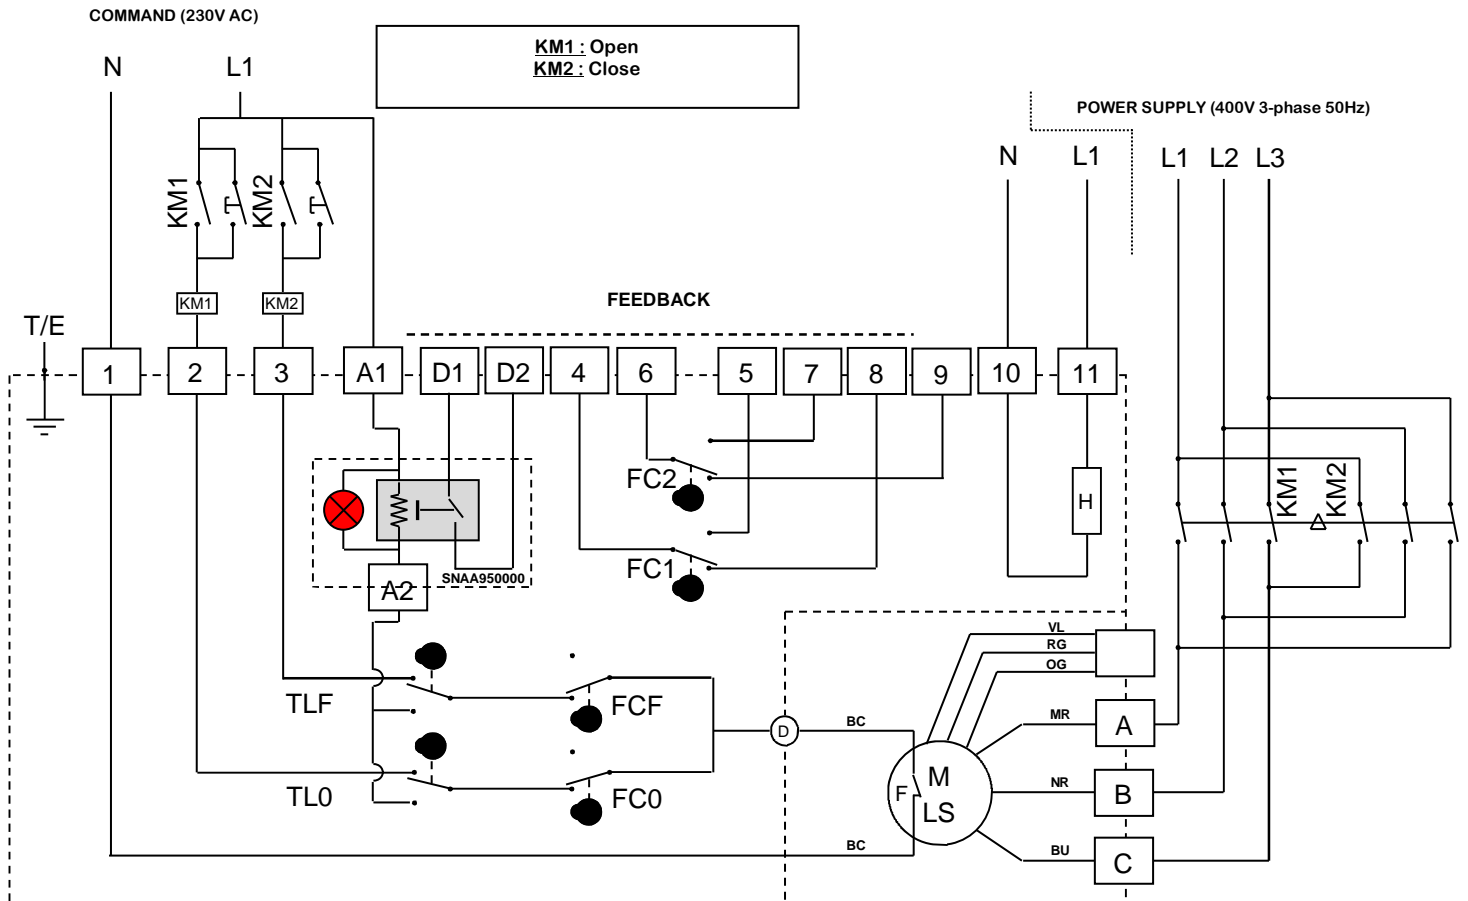 COMMAND (230V AC)
KM1 : Open
KM2 : Close
N
L1
POWER SUPPLY (400V 3-phase 50Hz)
N
L1
L1
L2
L3
KM1
KM2
KM1
KM2
FEEDBACK
T/E
1
2
3
A1
D1
D2
4
6
5
7
8
9
10
11
FC2
KM1
KM2
H
FC1
SNAA950000
A2
VL
RG
OG
TLF
FCF
D
BC
MR
A
M
F
LS
NR
B
TL0
FC0
BC
BU
C